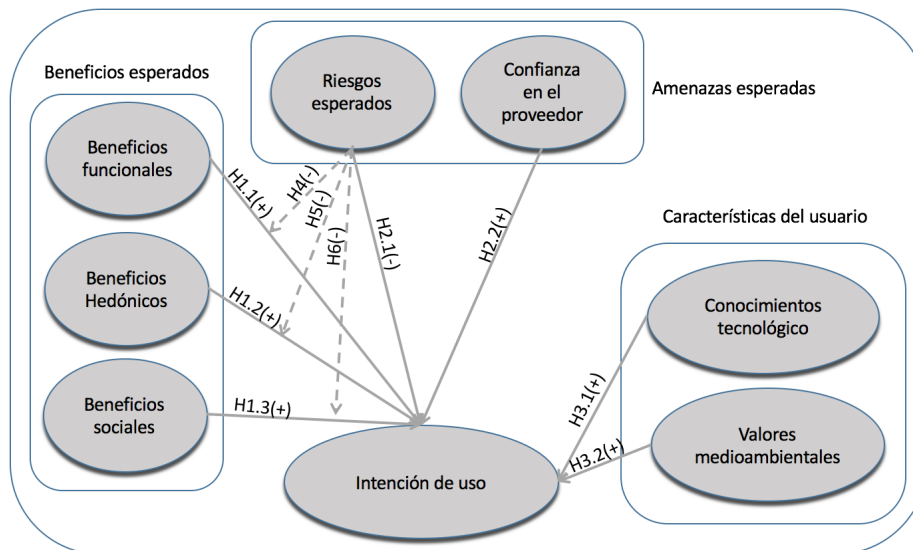 Beneficios esperados
Beneficios
funcionales
Beneficios
Hedónicos
Beneficios
sociales
Riesgos
esperados
Confianza
en el
proveedor
Amenazas esperadas
Características del usuario
Conocimientos
tecnológico
Valores
medioambientales
Intención de uso
H1.1(+)
H1.2(+)
H1.3(+)
H4(-)
H5(-)
H6(-)
H2.1(-)
H2.2(+)
H3.1(+)
H3.2(+)